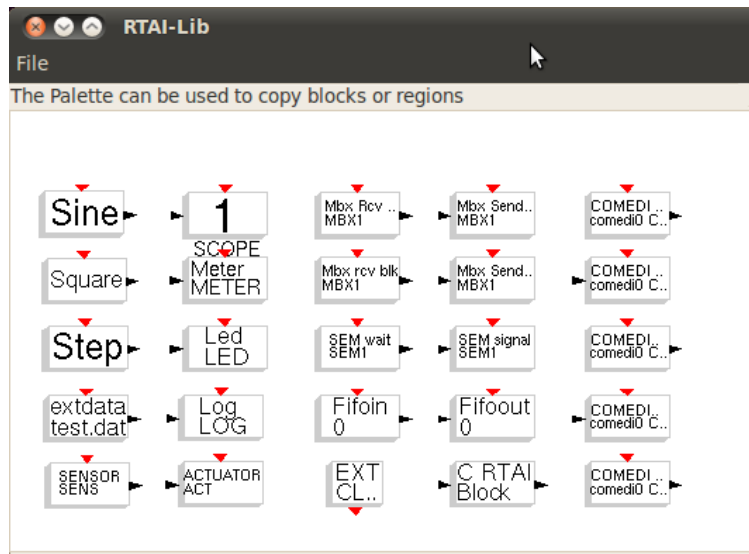 RTAI-Lib
File
The Palette can be used to copy blocks or regions
Sine
1
SCOPE
Mbx Rcv ..
MBX1
Mbx Send..
MBX1
COMEDI ..
comedi0 C..
Square
Meter
METER
Mbx rcv blk
MBX1
Mbx Send..
MBX1
COMEDI ..
comedi0 C..
Step
Led
LED
SEM wait
SEM1
SEM signal
SEM1
COMEDI..
comedi0 C..
extdata
test.dat
Log
LOG
Fifoin
0
Fifoout
0
COMEDI..
comedi0 C..
SENSOR
SENS
ACTUATOR
ACT
EXT
CL..
C RTAI
Block
COMEDI ..
comedi0 C..